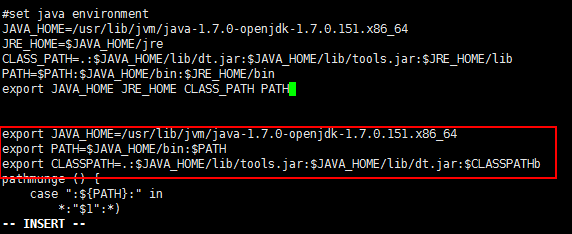 #set java environment
JAVA_HOME=/usr/lib/jvm/java-1.7.0-openjdk-1.7.0.151.x86_64
JRE_HOME=$JAVA_HOME/jre
CLASS_PATH=.:$JAVA_HOME/lib/dt.jar:$JAVA_HOME/lib/tools.jar:$JRE_HOME/lib
PATH=$PATH:$JAVA_HOME/bin:$JRE_HOME/bin
export JAVA_HOME JRE_HOME CLASS_PATH PATH
export JAVA_HOME=/usr/lib/jvm/java-1.7.0-openjdk-1.7.0.151.x86_64
export PATH=$JAVA_HOME/bin:$PATH
export CLASSPATH=.:$JAVA_HOME/lib/tools.jar:$JAVA_HOME/lib/dt.jar:$CLASSPATHb
pathmunge () {
case ":${PATH}:" in
*:"$1":*)
-- INSERT --